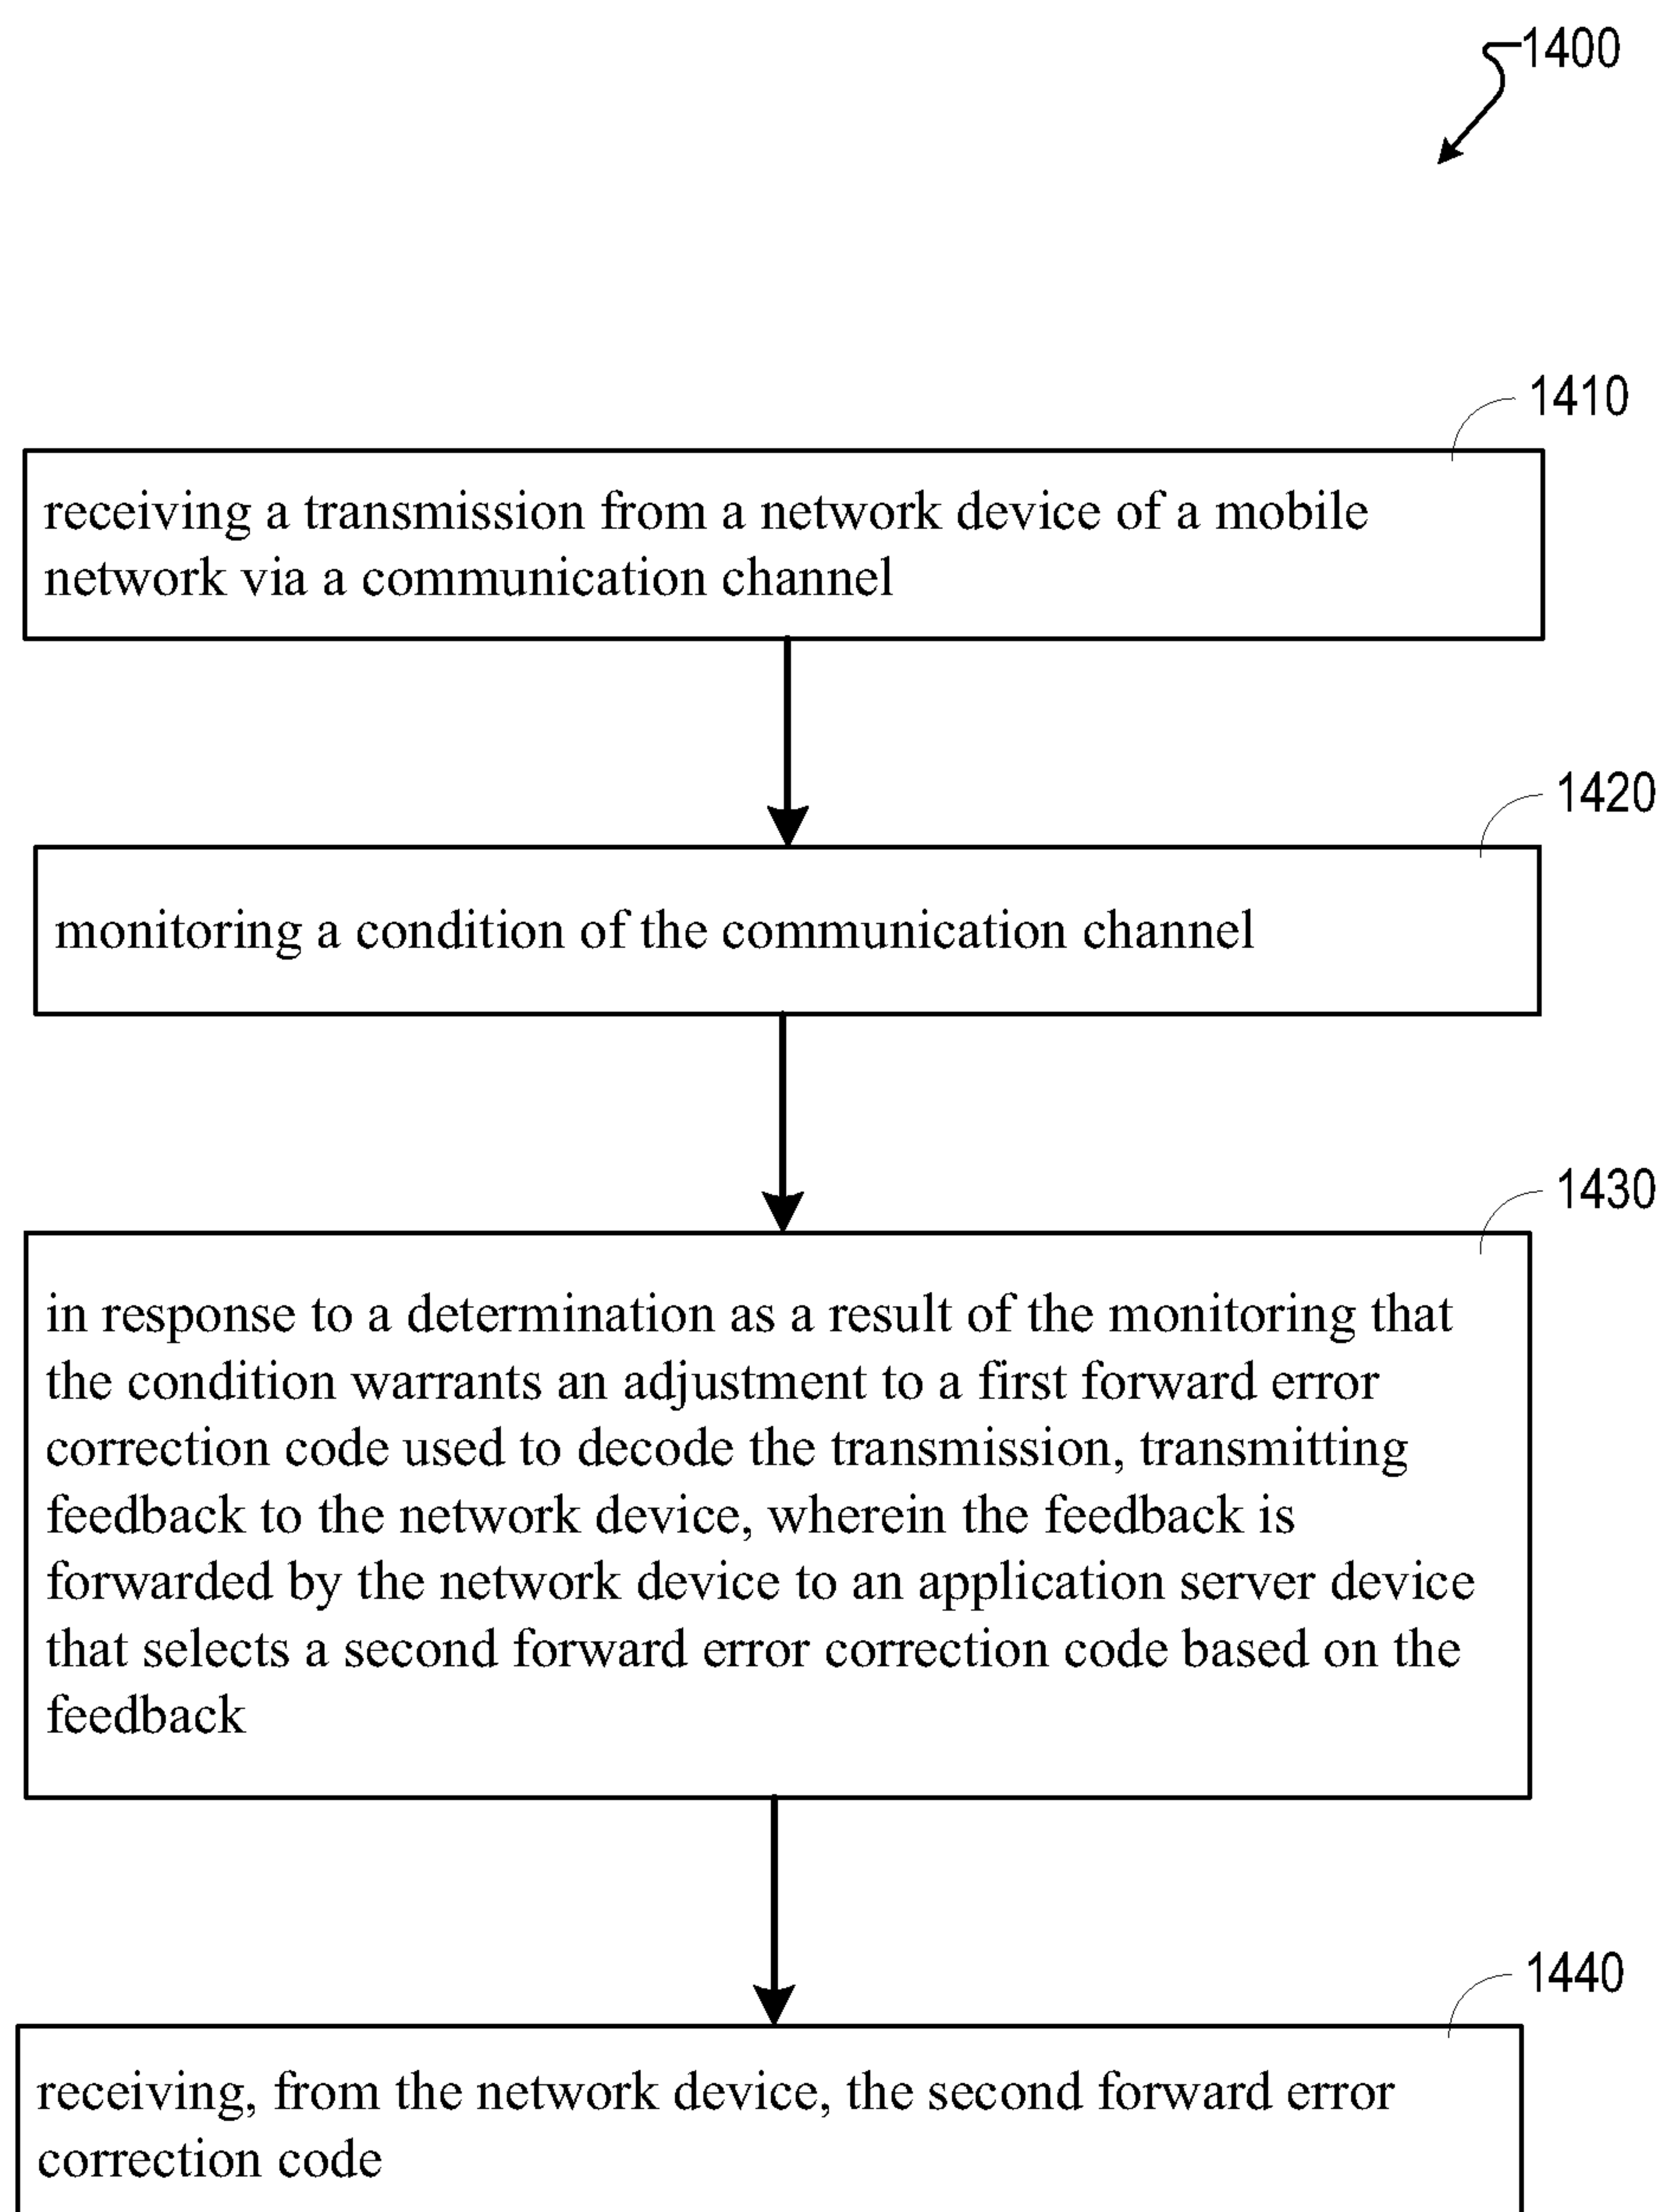 1400
1410
receiving a transmission from a network device of a mobile
network via a communication channel
1420
monitoring a condition of the communication channel
1430
in response to a determination as a result of the monitoring that
the condition warrants an adjustment to a first forward error
correction code used to decode the transmission, transmitting
feedback to the network device, wherein the feedback is
forwarded by the network device to an application server device
that selects a second forward error correction code based on the
feedback
1440
receiving, from the network device, the second forward error
correction code